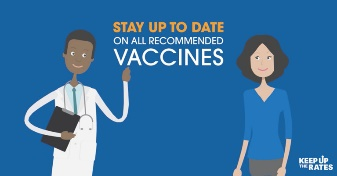 STAY UP TO DATE
ON ALL RECOMMENDED
VACCINES
KEEP UP
THE RATES